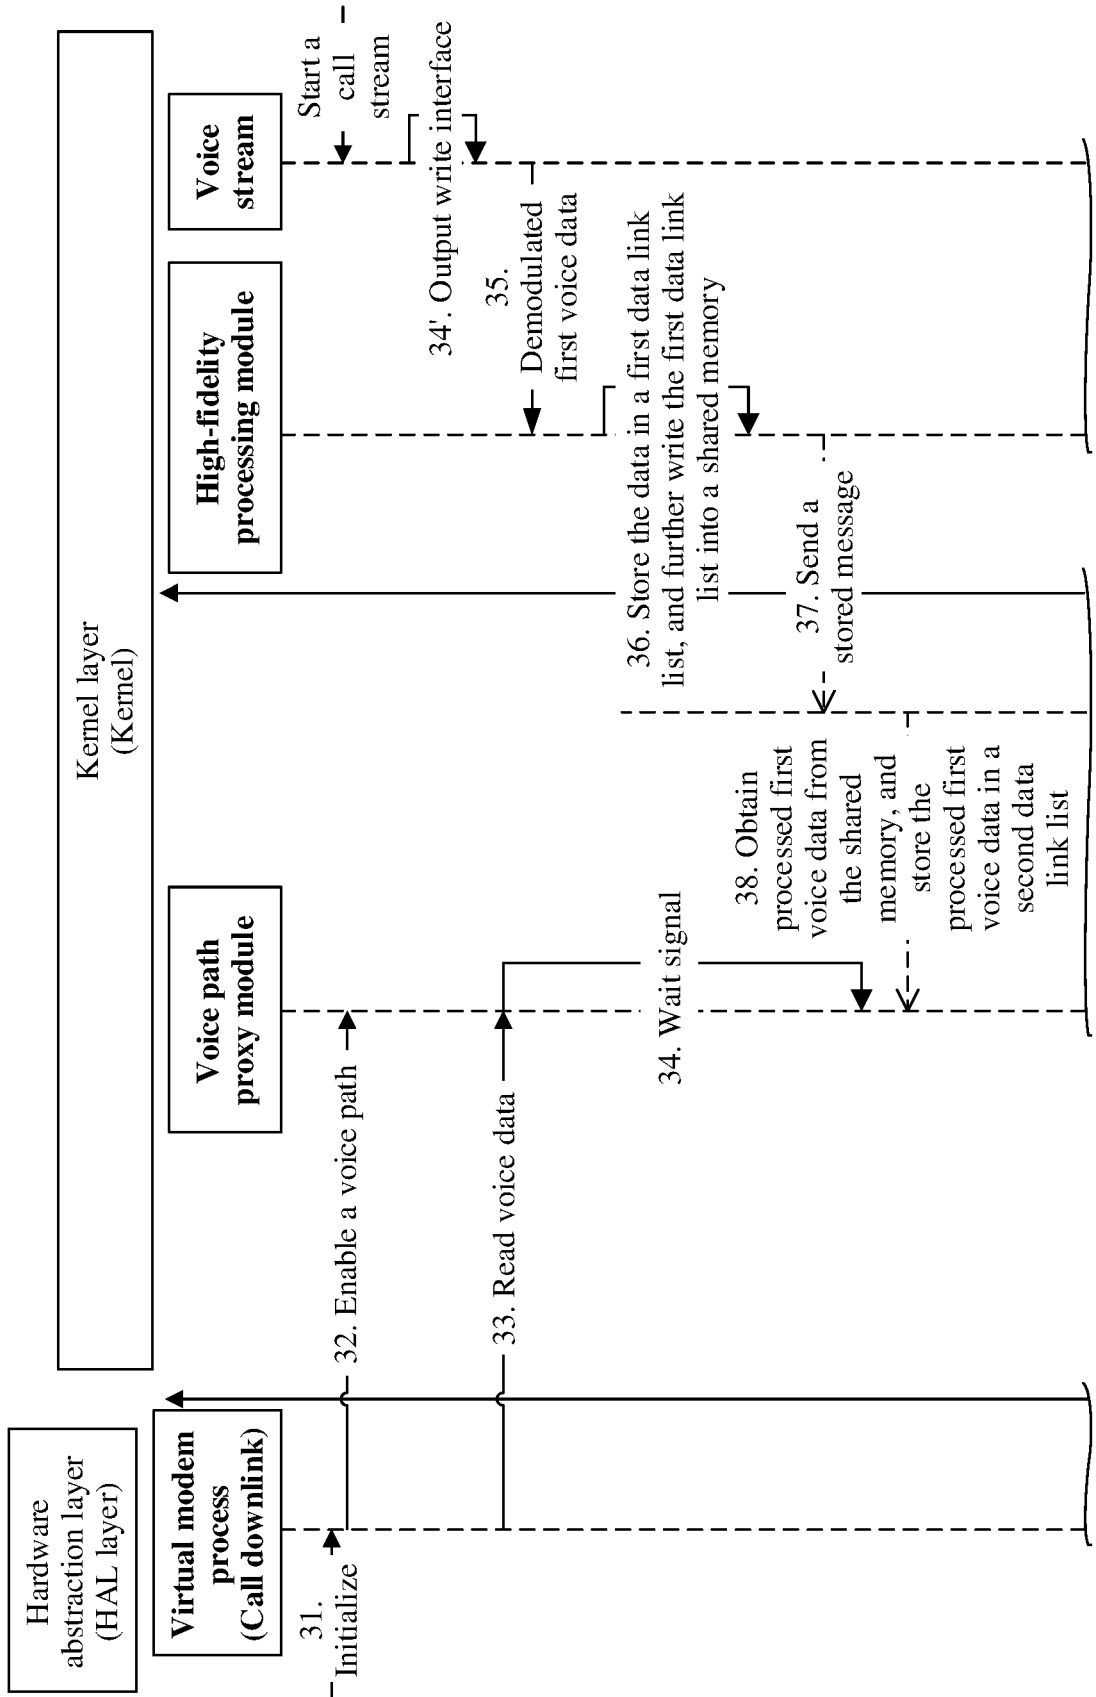 Hardware
abstraction layer
(HAL layer)
Kernel layer
(Kernel)
Virtual modem
process
(Call downlink)
Voice path
proxy module
High-fidelity
processing module
Voice
stream
31.
Initialize
Start a
call
stream
32. Enable a voice path
34'. Output write interface
33. Read voice data
35.
Demodulated
first voice data
34. Wait signal
36. Store the data in a first data link
list, and further write the first data link
list into a shared memory
37. Send a
stored message
38. Obtain
processed first
voice data from
the shared
memory, and
store the
processed first
voice data in a
second data
link list